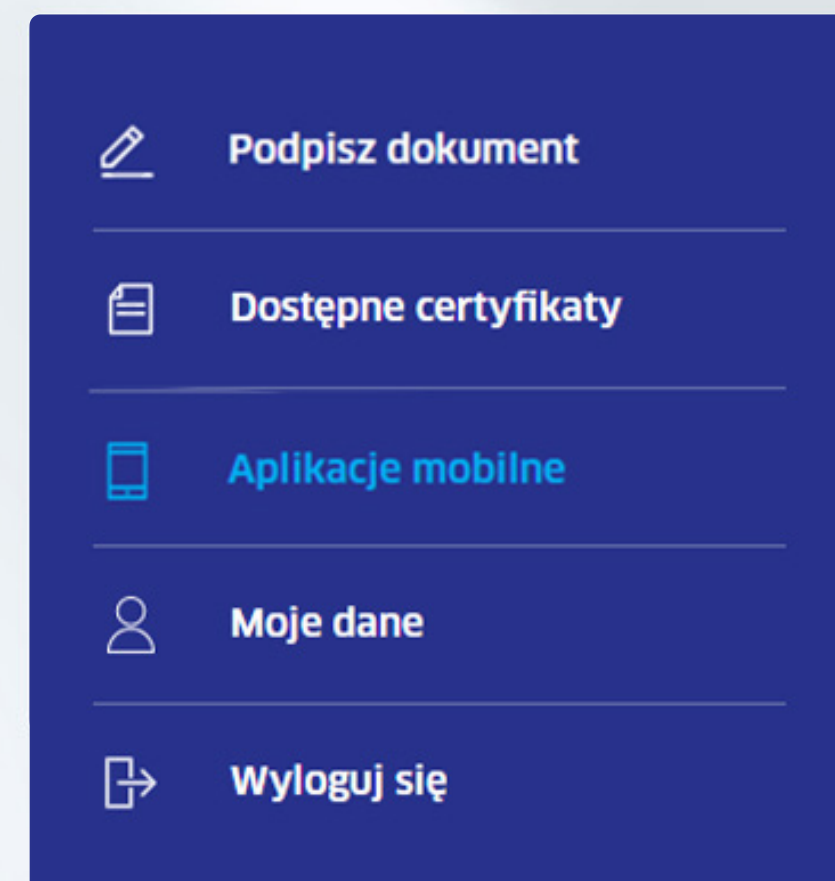 Podpisz dokument
Dostępne certyfikaty
Aplikacje mobilne
Moje dane
Wyloguj się